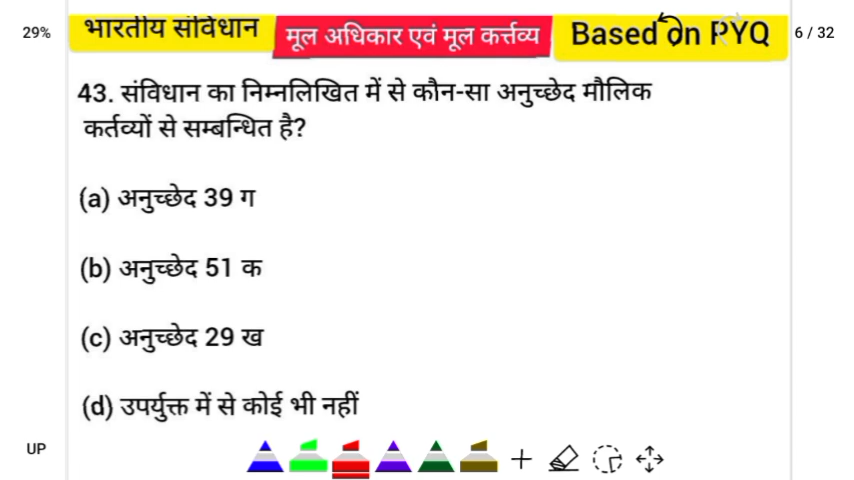 29%
भारतीय संविधान मूल अधिकार एवं मूल कर्त्तव्य Based on PYQ 6 / 32
43. संविधान का निम्नलिखित में से कौन-सा अनुच्छेद मौलिक
कर्तव्यों से सम्बन्धित है?
(a) अनुच्छेद 39 ग
(b) अनुच्छेद 51 क
(c) अनुच्छेद 29 ख
(d) उपर्युक्त में से कोई भी नहीं
UP